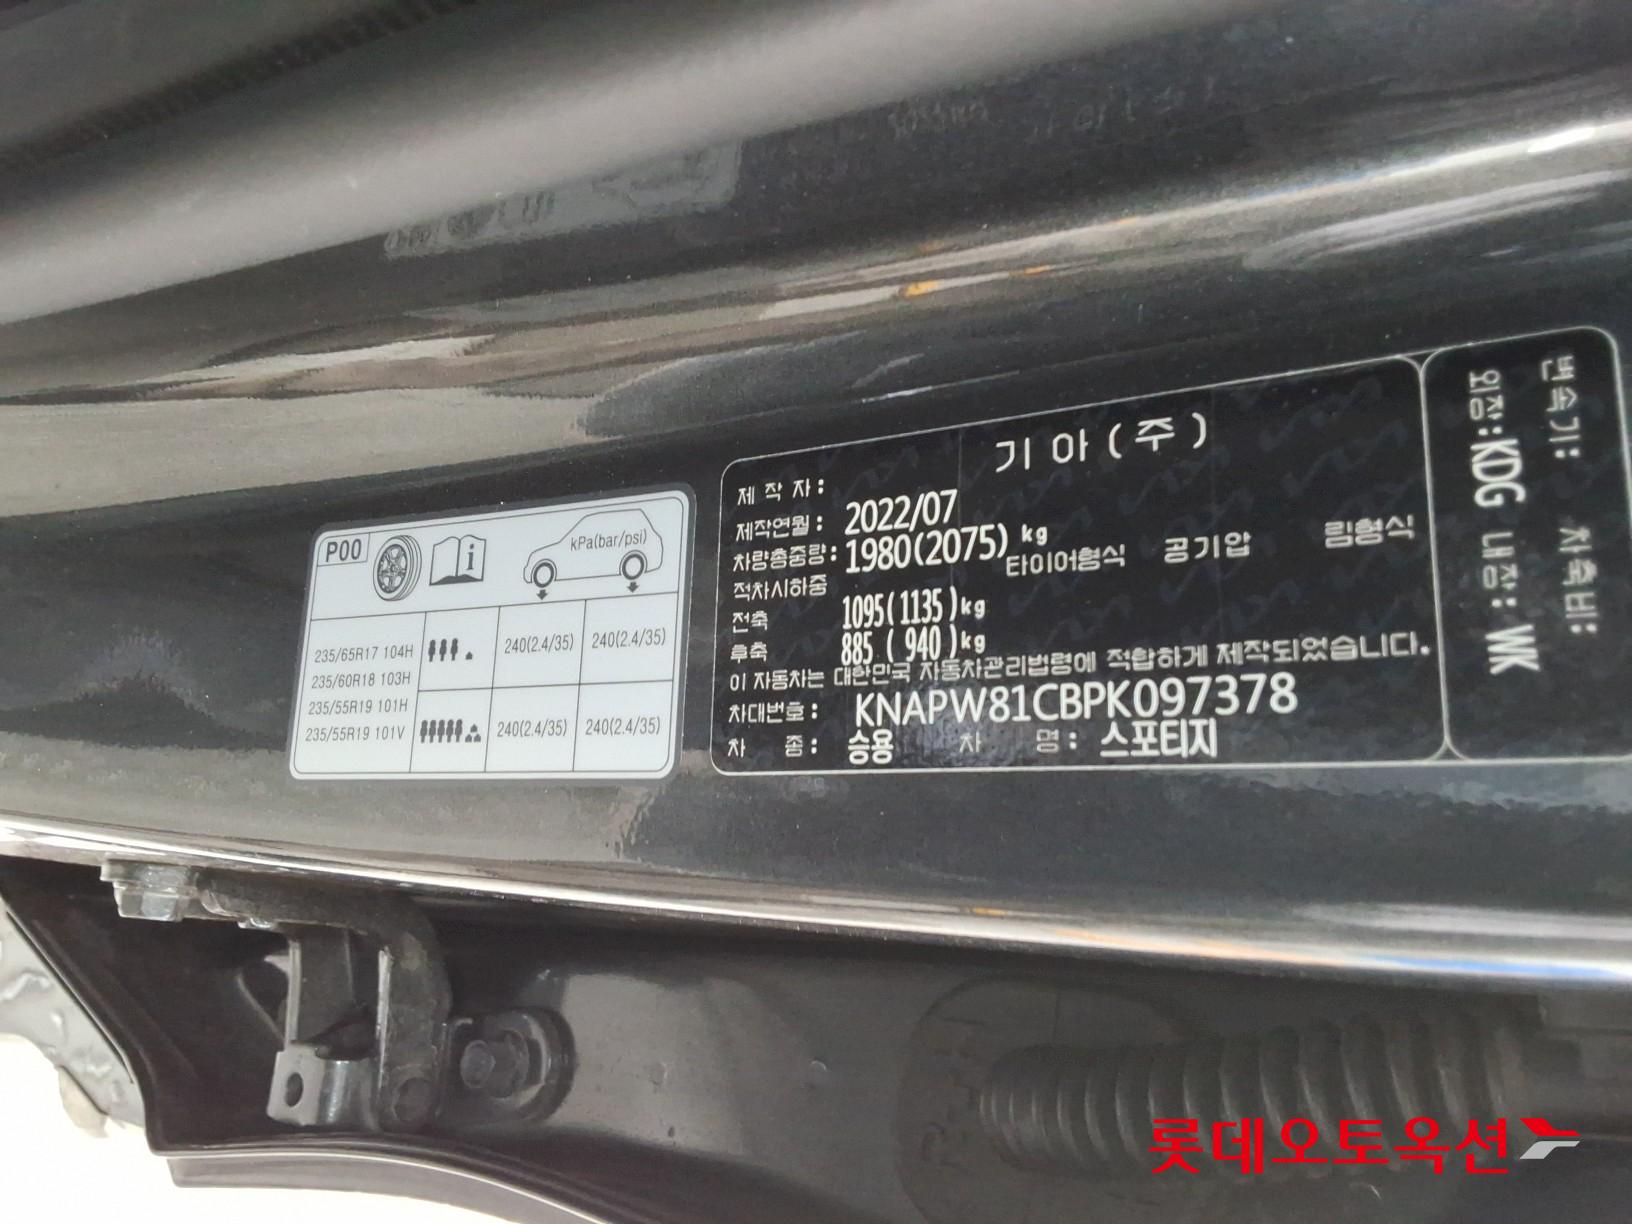 P00
kPa(bar/psi)
235/65R17 104H
235/60R18 103H
235/55R19 101H
235/55R19 101V
240(2.4/35) 240(2.4/35)
240(2.4/35) 240(2.4/35)
제 작 자 : 기 아 ( 주 )
제작연월 : 2022/07
차량총중량: 1980(2075) kg
타이어형식 공기압 림형식
적차시하중
전축 1095(1135)kg
후축 885 ( 940)kg
이 자동차는 대한민국 자동차관리법령에 적합하게 제작되었습니다.
차대번호 : KNAPW81CBPK097378
차 종 : 승용 차 명 : 스포티지
변속기: 차축비:
외장:KDG 내장: WK
롯데오토옥션